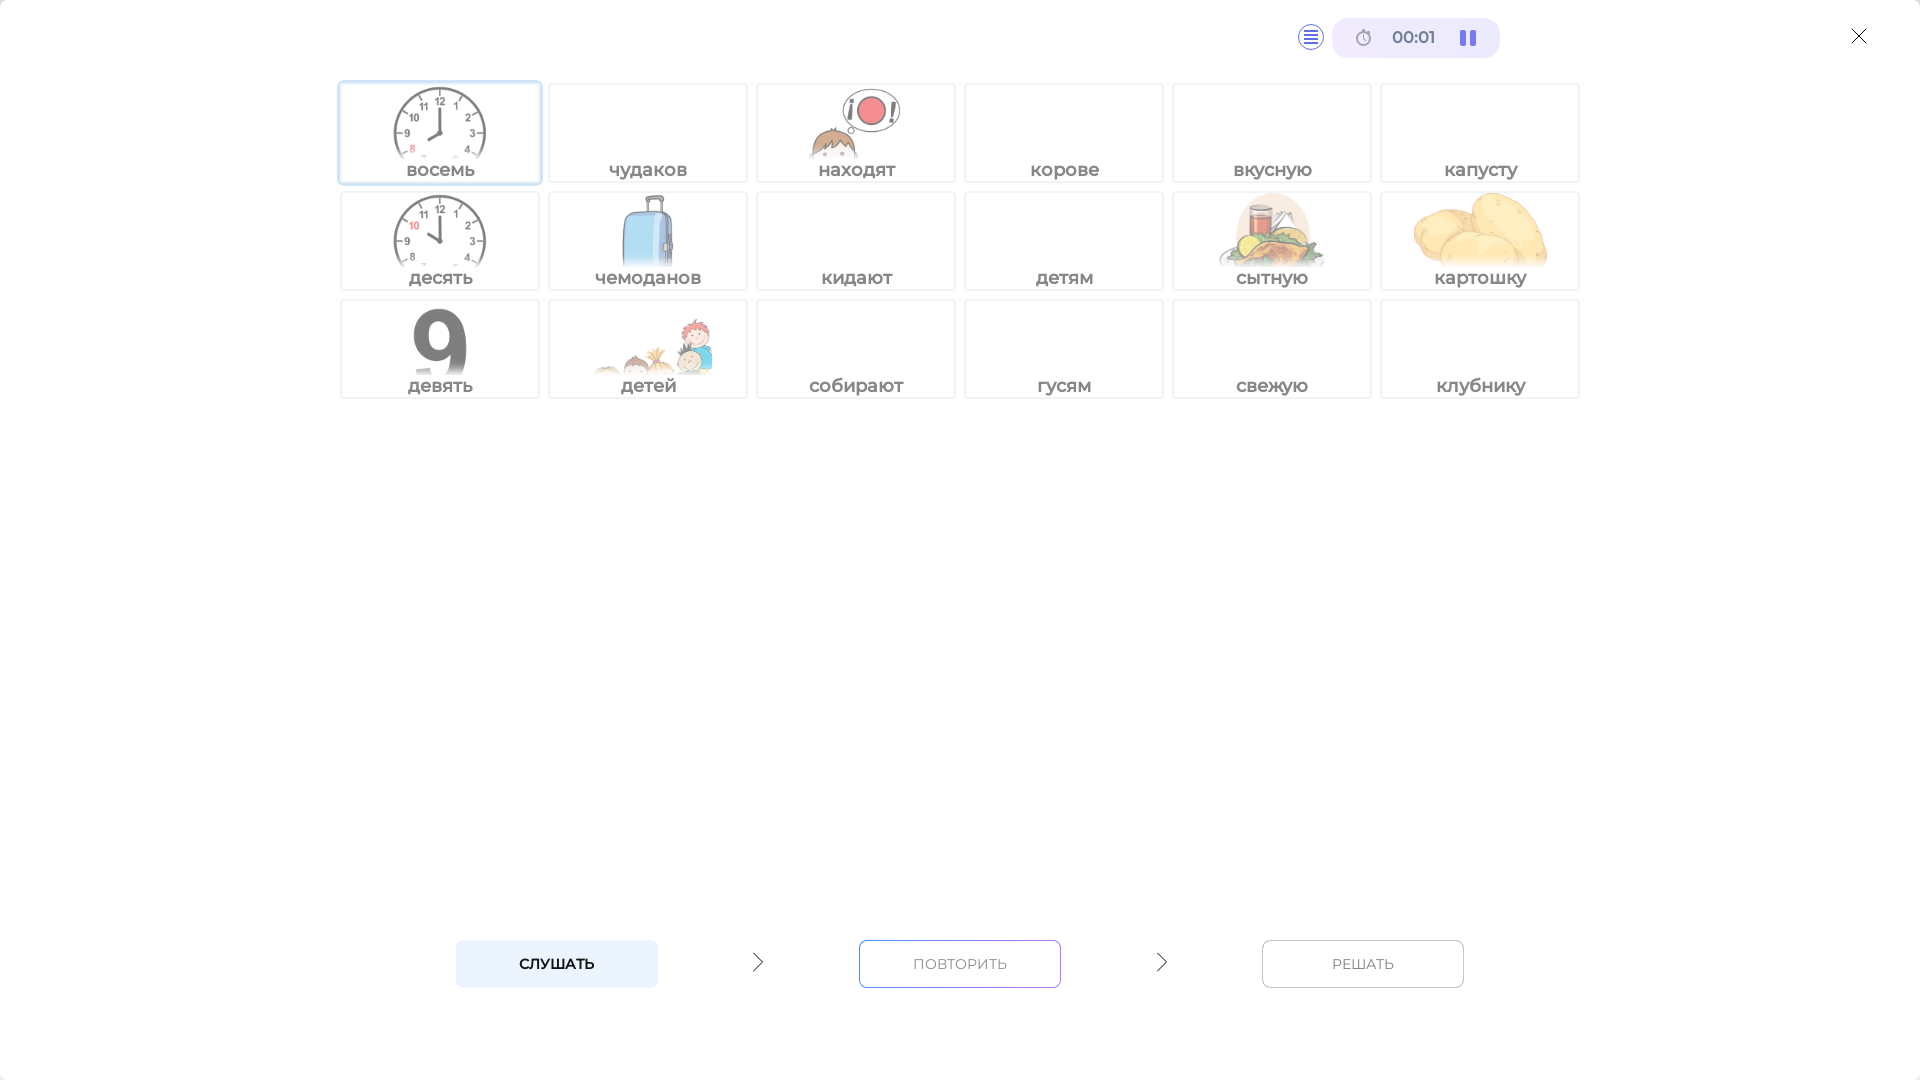 00:01
восемь чудаков находят корове вкусную капусту
десять чемоданов кидают детям сытную картошку
девять детей собирают гусям свежую клубнику
СЛУШАТЬ ПОВТОРИТЬ РЕШАТЬ